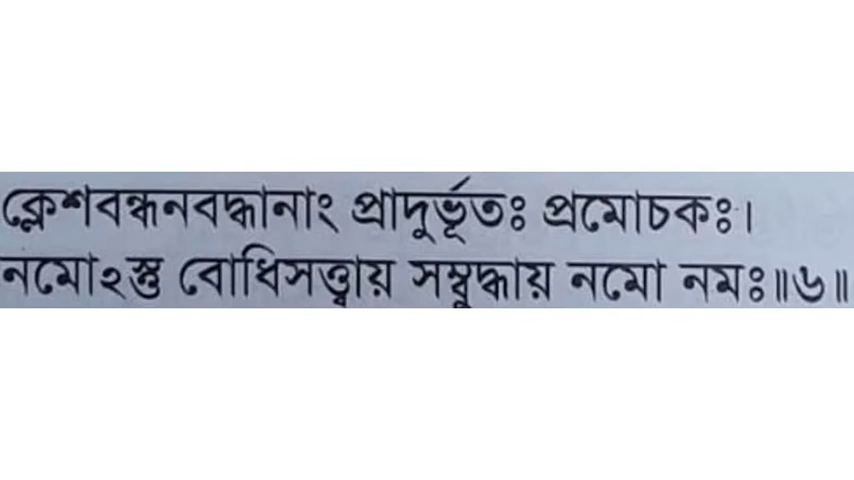 ক্লেশবন্ধনবদ্ধানাং প্রাদুর্ভূতঃ প্রমোচকঃ।
নমোঽস্তু বোধিসত্ত্বায় সম্বুদ্ধায় নমো নমঃ॥৬॥